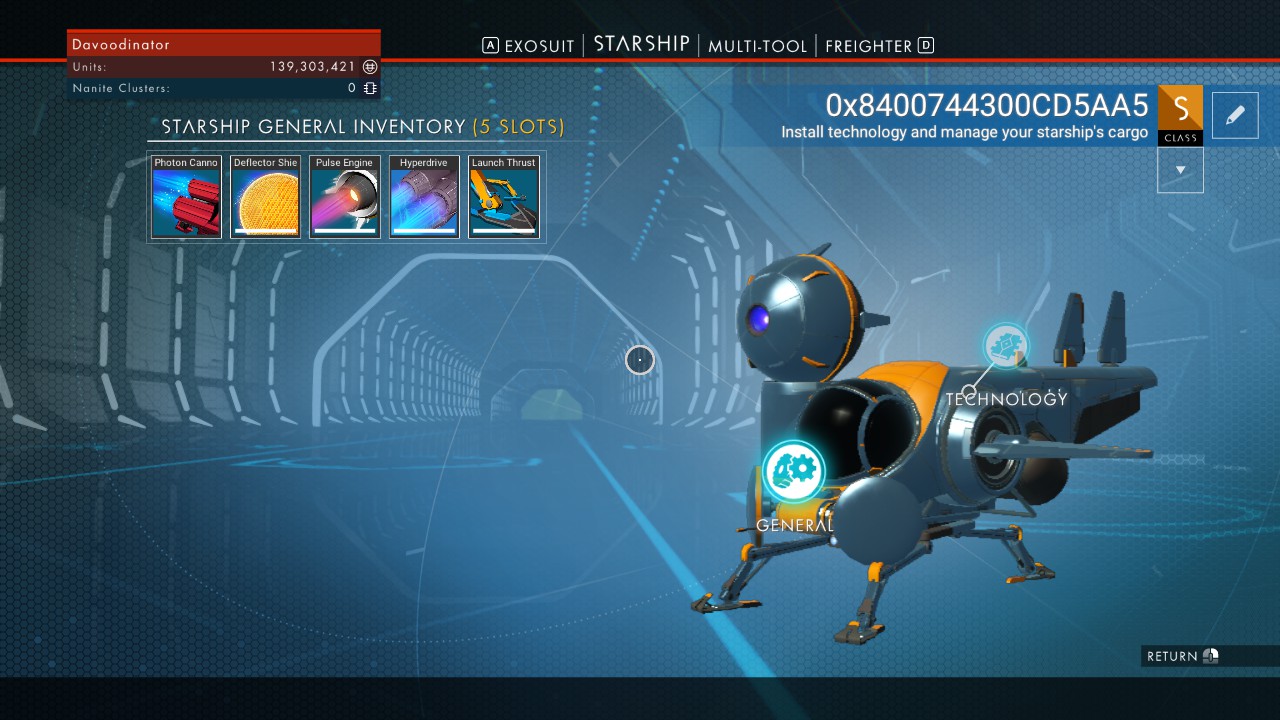 Davoodinator
Units: 139,303,421
Nanite Clusters: 0
A EXOSUIT STARSHIP MULTI-TOOL FREIGHTER D
0x8400744300CD5AA5
Install technology and manage your starship's cargo
S
CLASS
STARSHIP GENERAL INVENTORY (5 SLOTS)
Photon Canno Deflector Shie Pulse Engine Hyperdrive Launch Thrust
TECHNOLOGY
GENERAL
RETURN